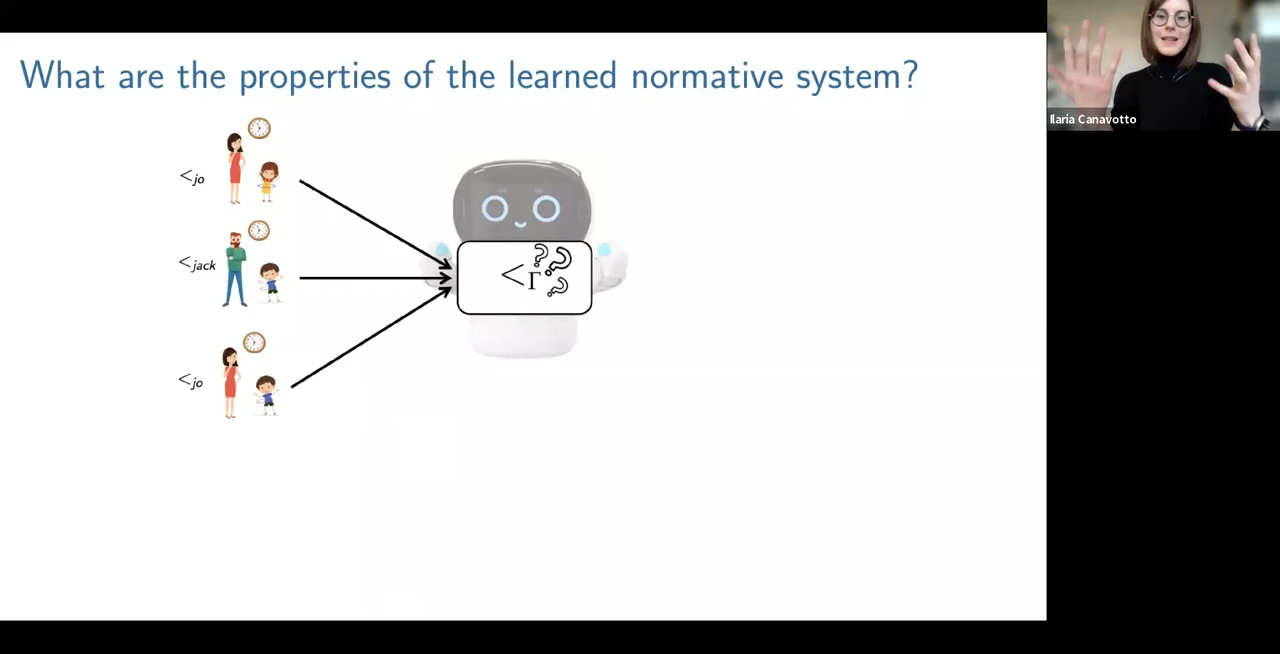 What are the properties of the learned normative system?
Ilaria Canavotto
<jo
<jack
<Γ ???
<jo